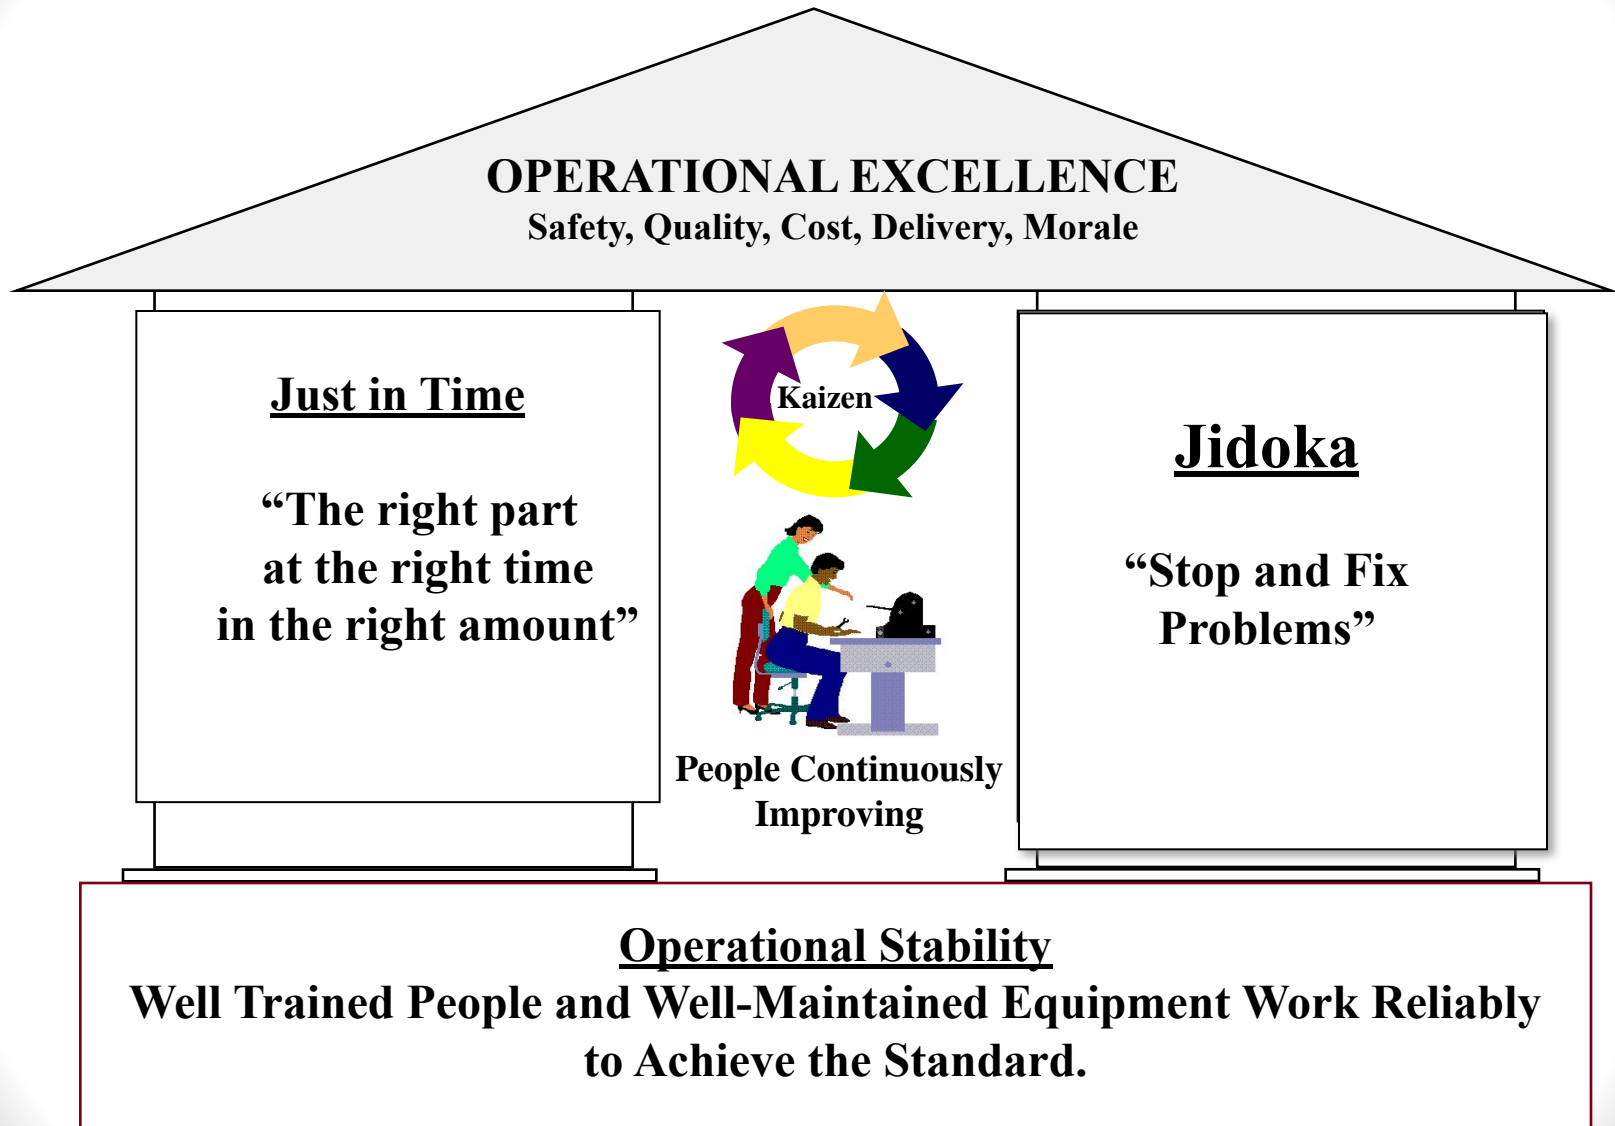 OPERATIONAL EXCELLENCE
Safety, Quality, Cost, Delivery, Morale
Just in Time
“The right part
at the right time
in the right amount”
Kaizen
People Continuously
Improving
Jidoka
“Stop and Fix
Problems”
Operational Stability
Well Trained People and Well-Maintained Equipment Work Reliably
to Achieve the Standard.